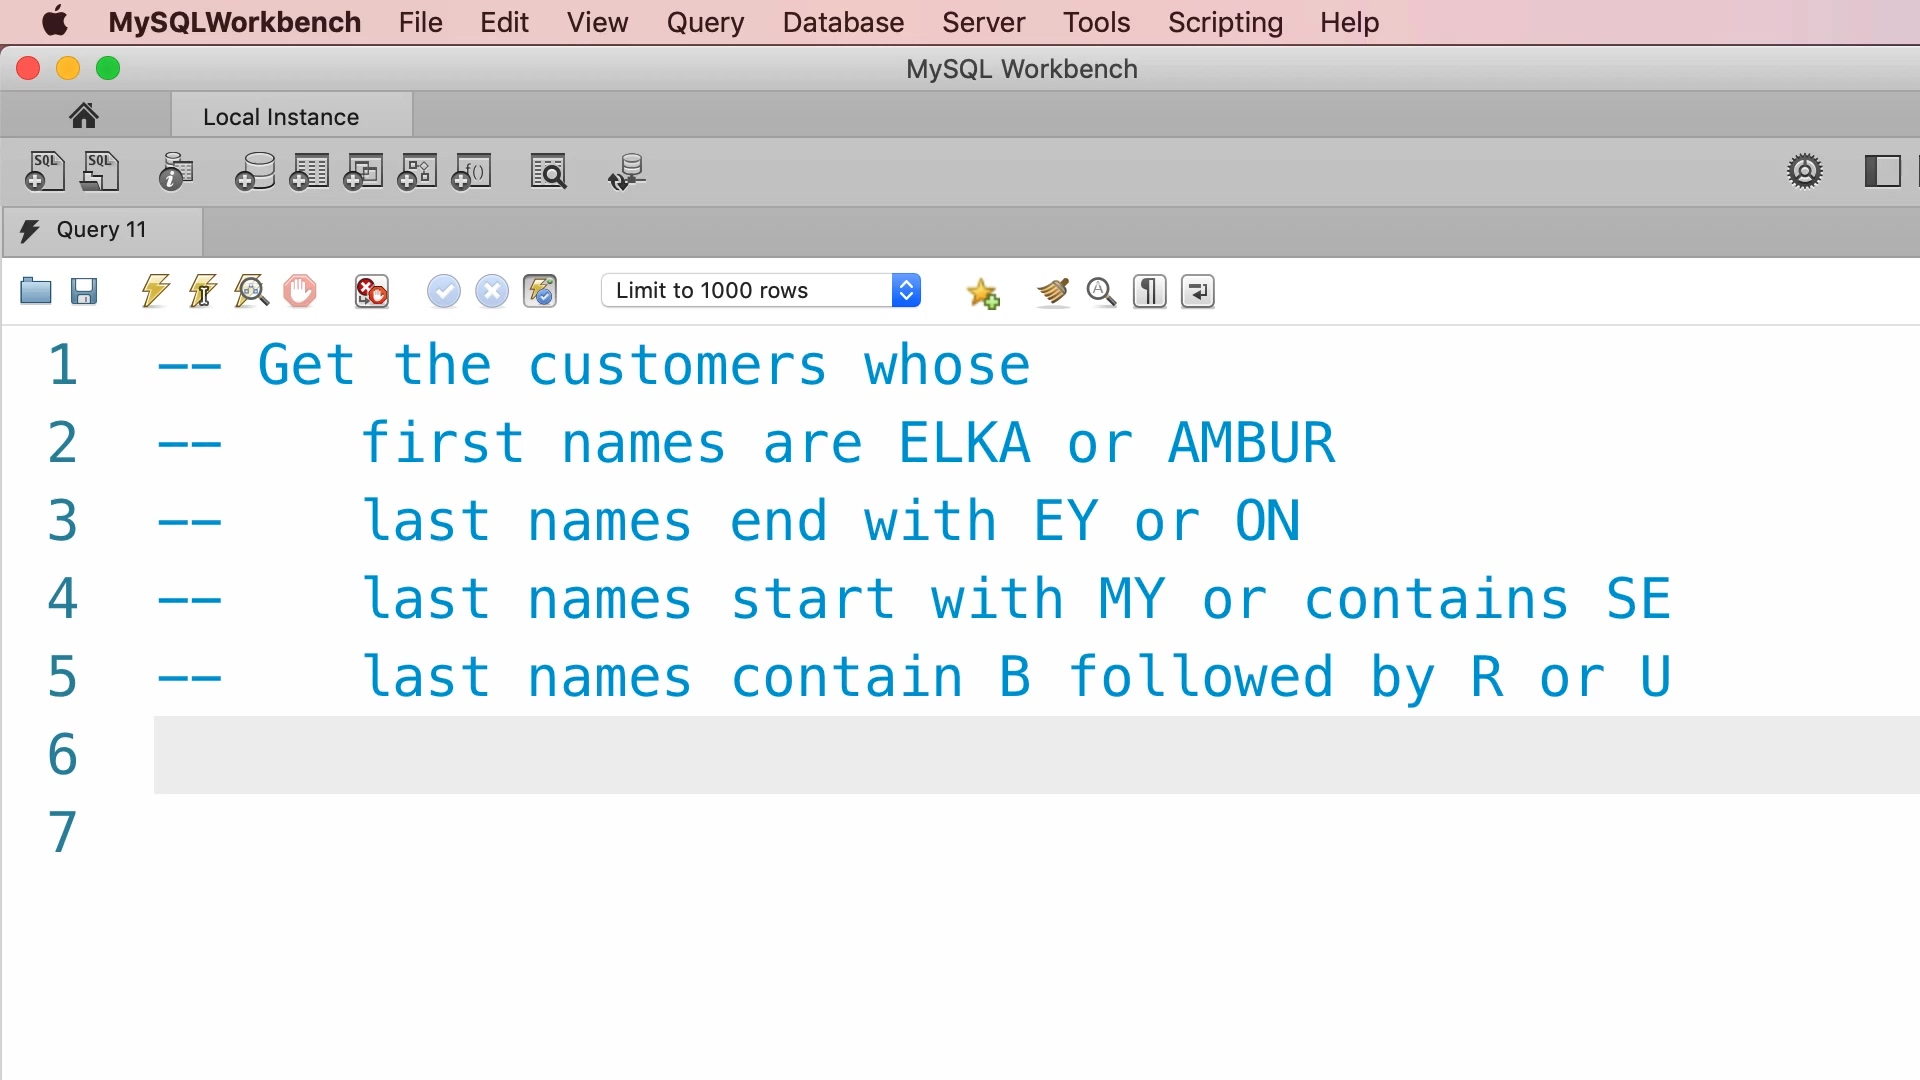 MySQLWorkbench File Edit View Query Database Server Tools Scripting Help
MySQL Workbench
Local Instance
SQL SQL
Query 11
Limit to 1000 rows
1 -- Get the customers whose
2 -- first names are ELKA or AMBUR
3 -- last names end with EY or ON
4 -- last names start with MY or contains SE
5 -- last names contain B followed by R or U
6
7